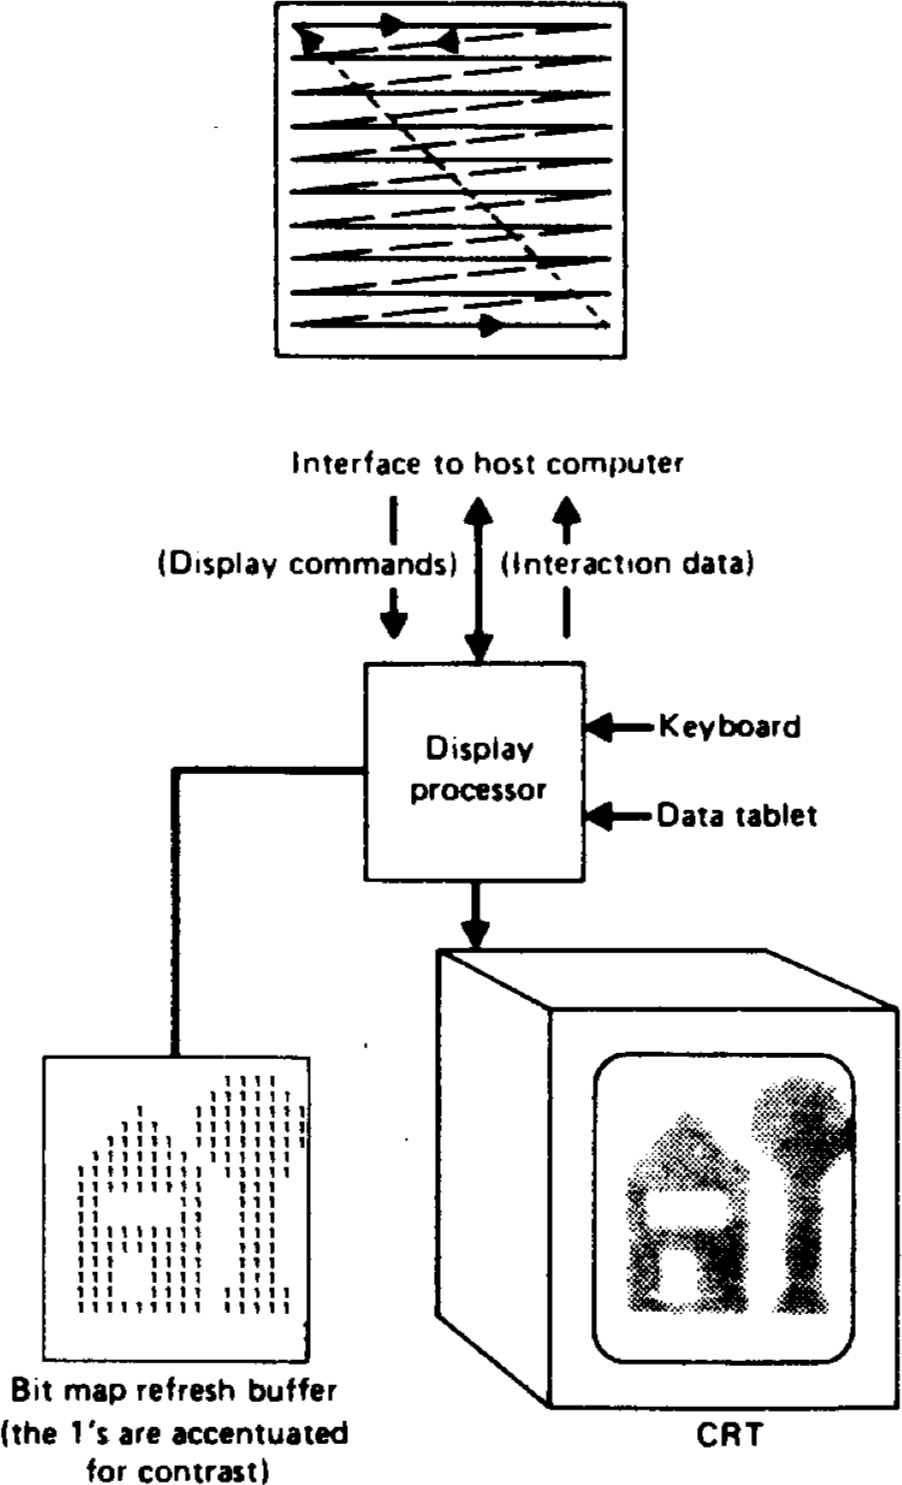 Interface to host computer
(Display commands) (Interaction data)
Display
processor
Keyboard
Data tablet
Bit map refresh buffer
(the 1's are accentuated
for contrast)
CRT